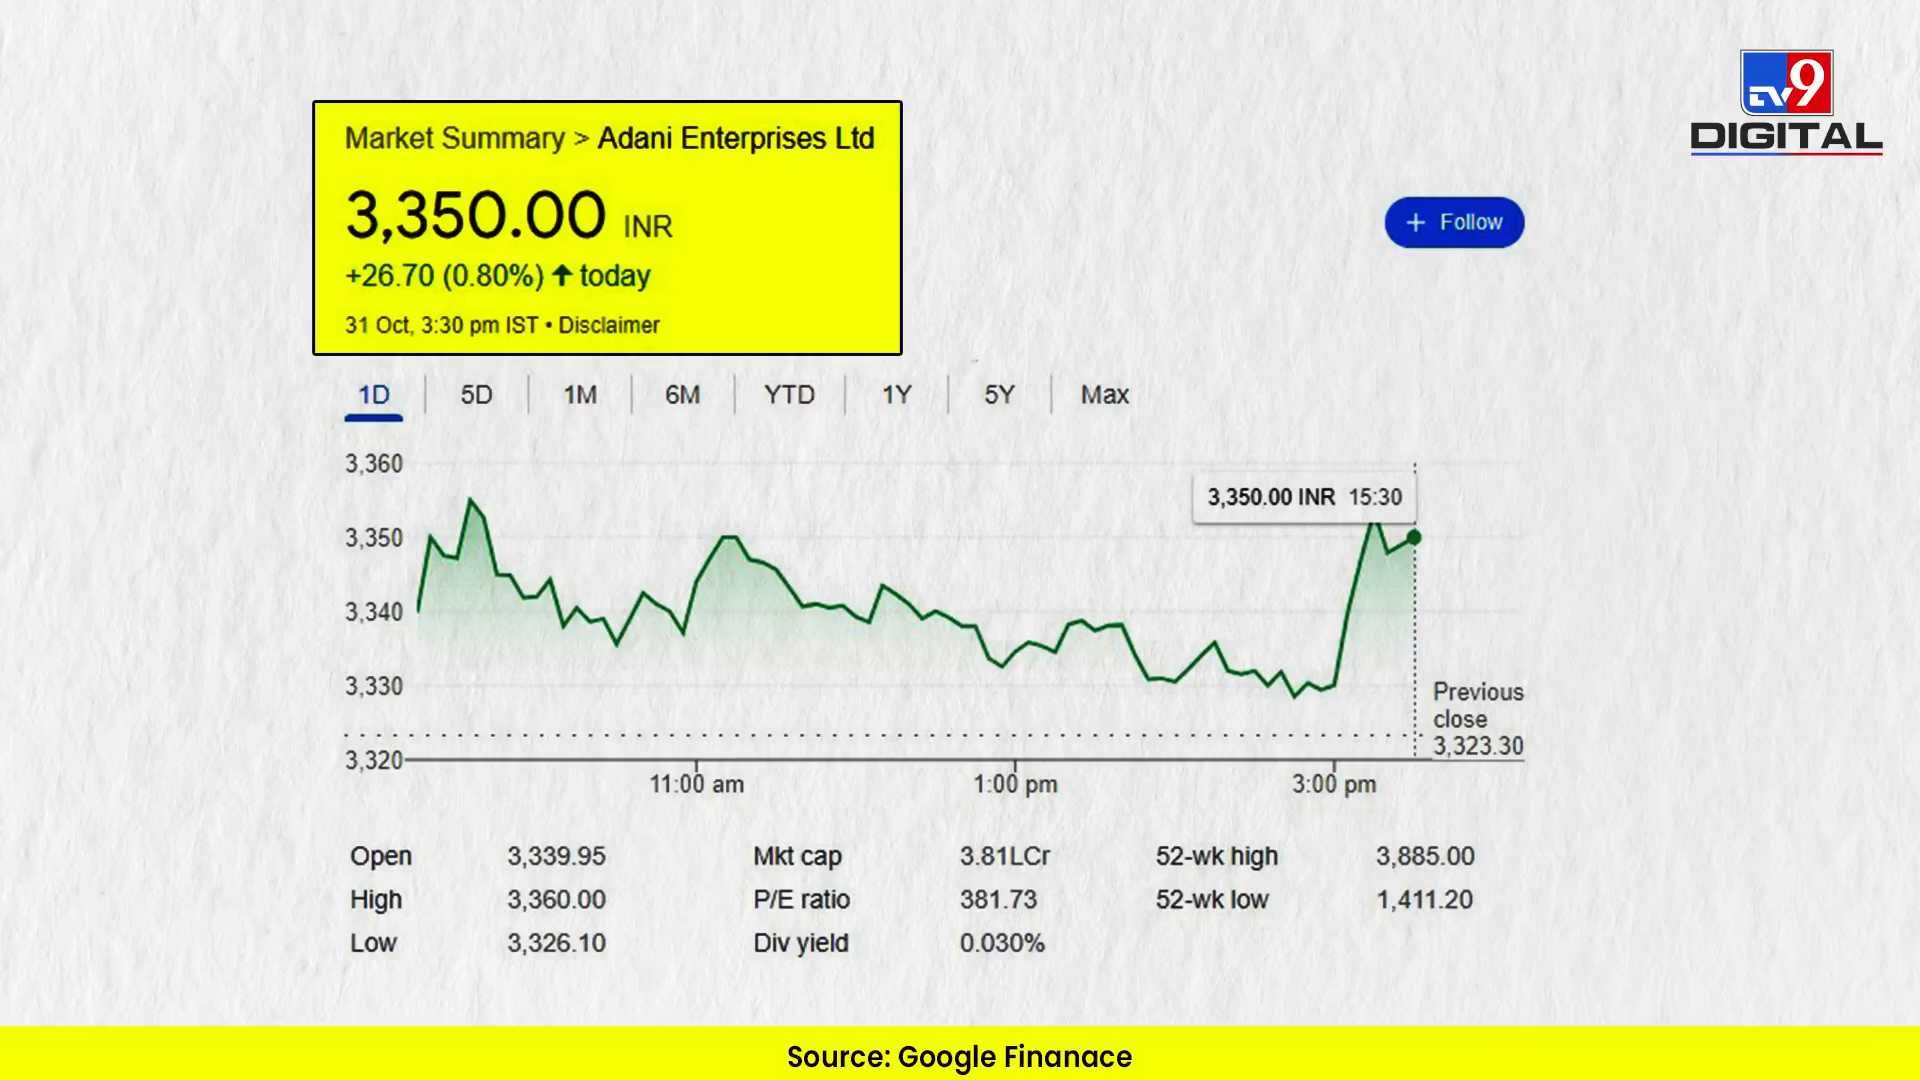 TV9
DIGITAL
Market Summary > Adani Enterprises Ltd
3,350.00 INR
+26.70 (0.80%) ↑ today
31 Oct, 3:30 pm IST • Disclaimer
+ Follow
1D 5D 1M 6M YTD 1Y 5Y Max
3,360
3,350.00 INR 15:30
3,350
3,340
3,330
Previous
close
3,323.30
3,320
11:00 am 1:00 pm 3:00 pm
Open 3,339.95 Mkt cap 3.81LCr 52-wk high 3,885.00
High 3,360.00 P/E ratio 381.73 52-wk low 1,411.20
Low 3,326.10 Div yield 0.030%
Source: Google Finanace